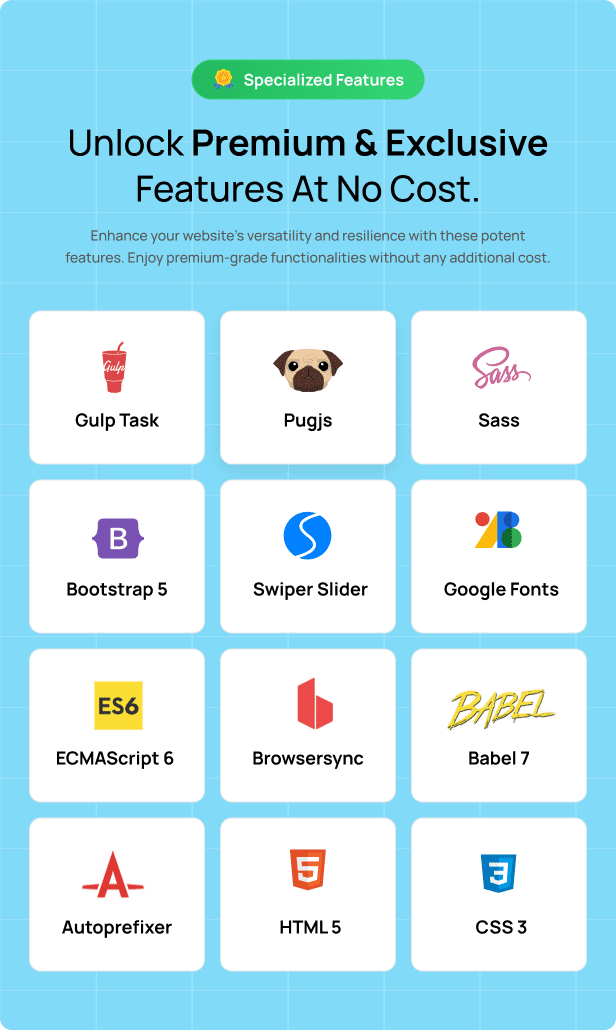 Specialized Features
Unlock Premium & Exclusive
Features At No Cost.
Enhance your website's versatility and resilience with these potent
features. Enjoy premium-grade functionalities without any additional cost.
Gulp
Gulp Task
Pugjs
Sass
Sass
B
Bootstrap 5
Swiper Slider
Google Fonts
ES6
ECMAScript 6
Browsersync
BABEL
Babel 7
A
Autoprefixer
5
HTML 5
3
CSS 3